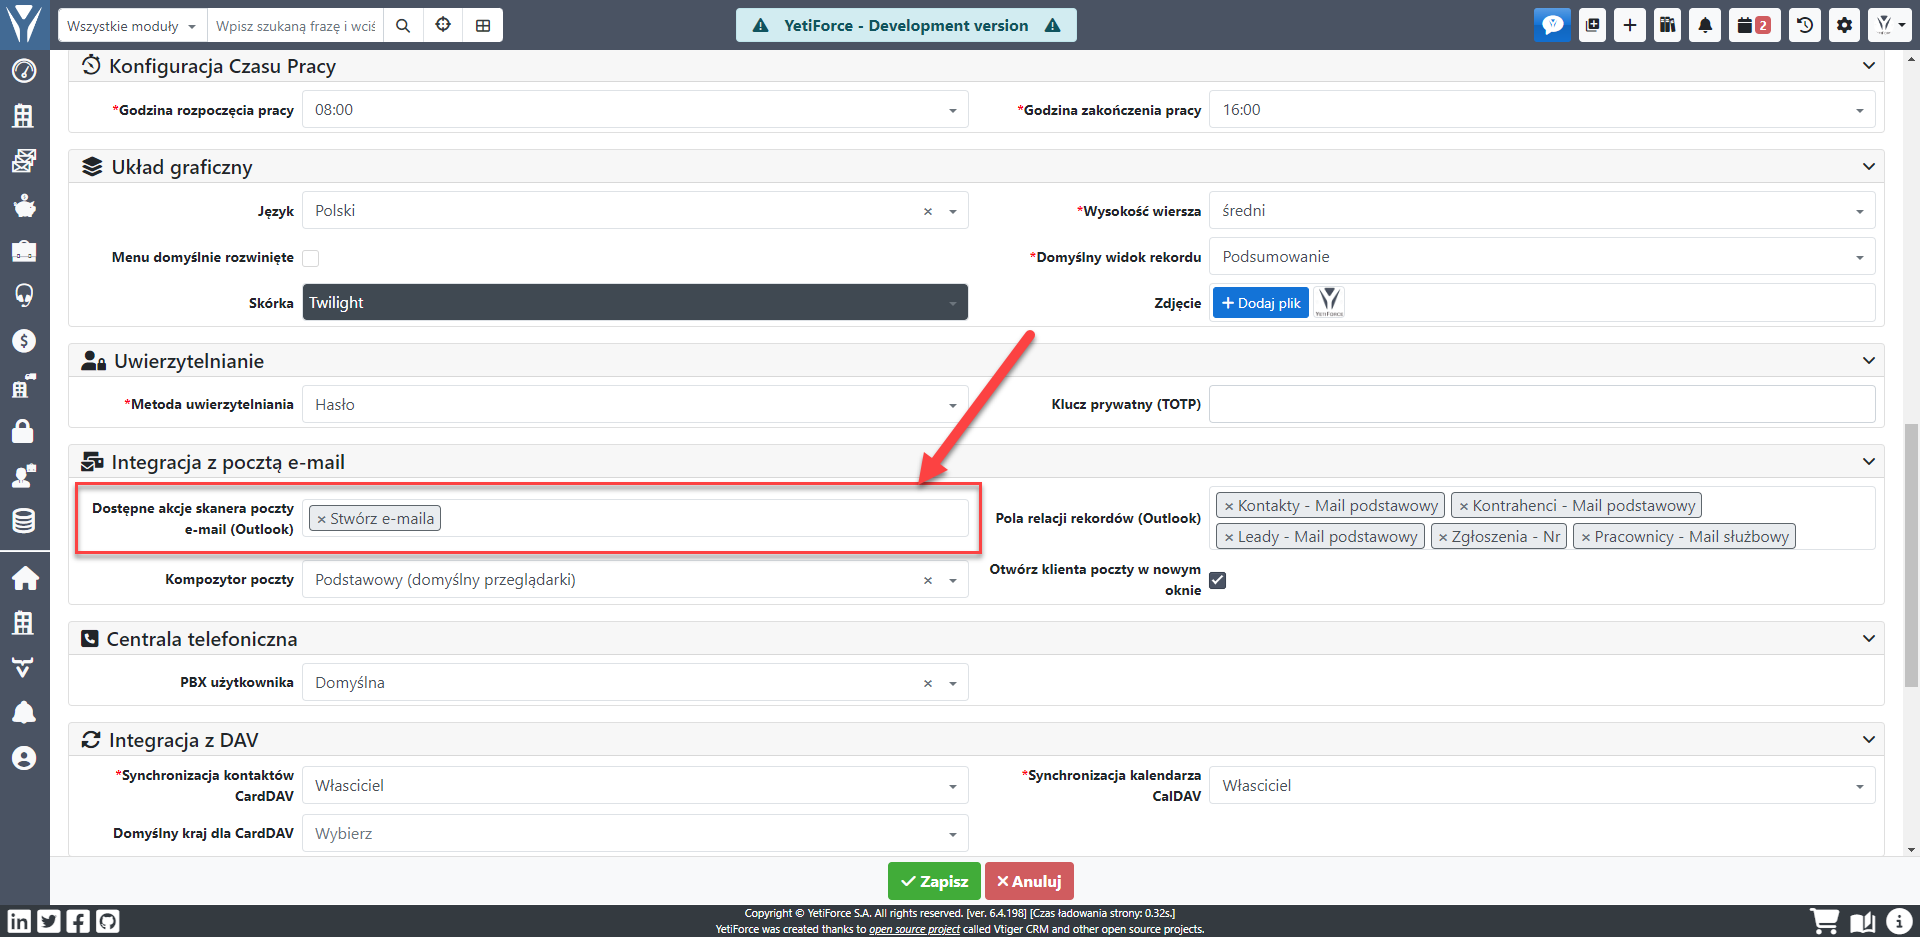 Wszystkie moduły
Wpisz szukaną frazę i wciś
YetiForce - Development version
2
Konfiguracja Czasu Pracy
*Godzina rozpoczęcia pracy
08:00
*Godzina zakończenia pracy
16:00
Układ graficzny
Język
Polski
*Wysokość wiersza
średni
Menu domyślnie rozwinięte
*Domyślny widok rekordu
Podsumowanie
Skórka
Twilight
Zdjęcie
Dodaj plik
YETIFORCE
Uwierzytelnianie
*Metoda uwierzytelniania
Hasło
Klucz prywatny (TOTP)
Integracja z pocztą e-mail
Dostępne akcje skanera poczty
e-mail (Outlook)
× Stwórz e-maila
Pola relacji rekordów (Outlook)
× Kontakty - Mail podstawowy
× Kontrahenci - Mail podstawowy
× Leady - Mail podstawowy
× Zgłoszenia - Nr
× Pracownicy - Mail służbowy
Kompozytor poczty
Podstawowy (domyślny przeglądarki)
Otwórz klienta poczty w nowym
oknie
Centrala telefoniczna
PBX użytkownika
Domyślna
Integracja z DAV
*Synchronizacja kontaktów
CardDAV
Własciciel
*Synchronizacja kalendarza
CalDAV
Własciciel
Domyślny kraj dla CardDAV
Wybierz
Zapisz
Anuluj
Copyright © YetiForce S.A. All rights reserved. [ver. 6.4.198] [Czas ładowania strony: 0.32s.]
YetiForce was created thanks to open source project called Vtiger CRM and other open source projects.